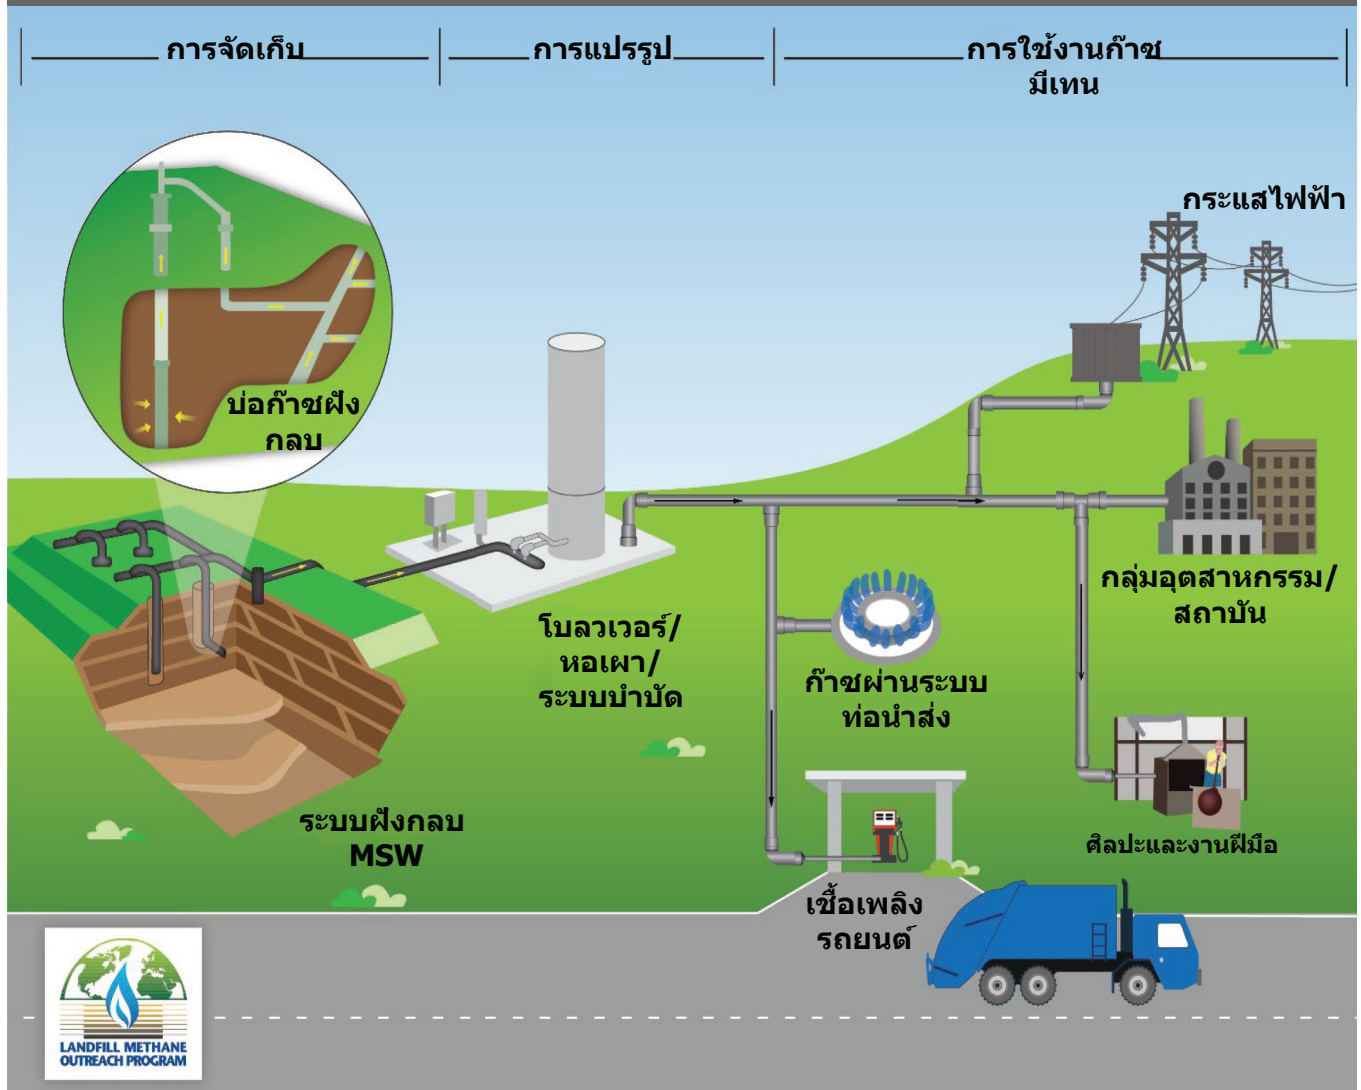 การจัดเก็บ
การแปรรูป
การใช้งานก๊าซ
มีเทน
กระแสไฟฟ้า
บ่อก๊าซฝัง
กลบ
กลุ่มอุตสาหกรรม/
สถาบัน
โบลวเวอร์/
หอเผา/
ระบบบำบัด
ก๊าซผ่านระบบ
ท่อนำส่ง
ระบบฝังกลบ
MSW
ศิลปะและงานฝีมือ
เชื้อเพลิง
รถยนต์
LANDFILL METHANE
OUTREACH PROGRAM